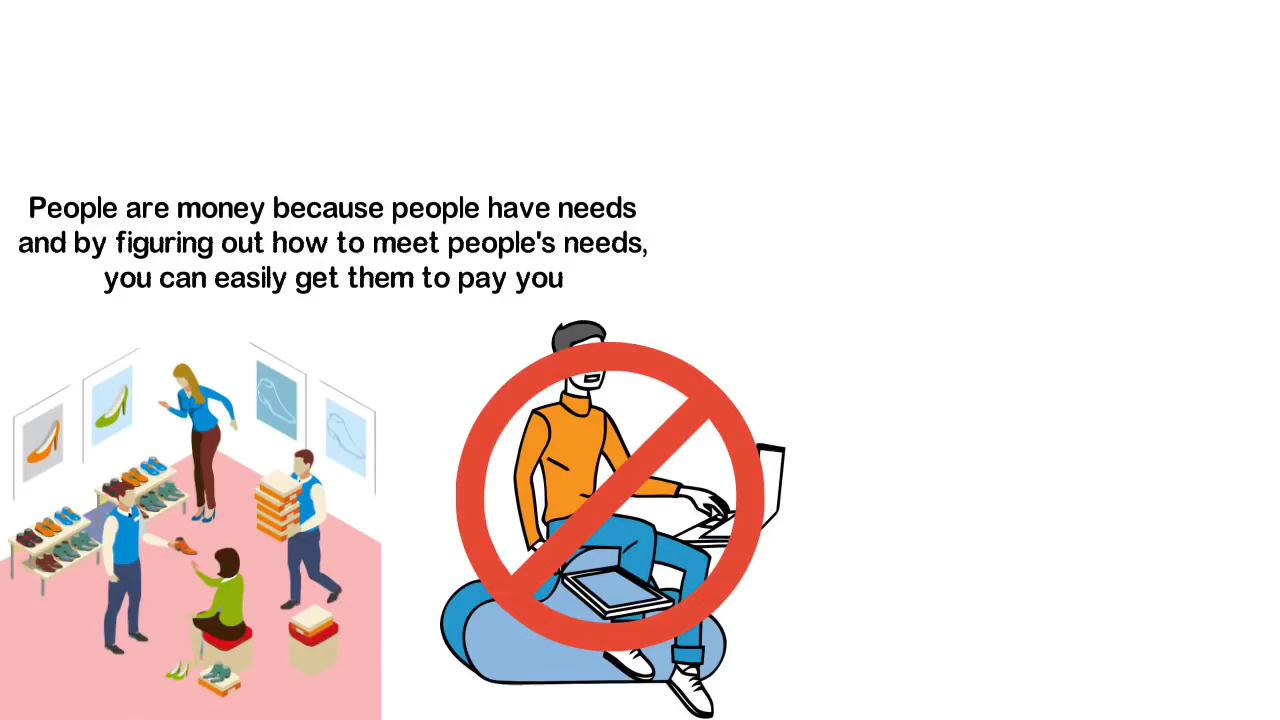 People are money because people have needs
and by figuring out how to meet people's needs,
you can easily get them to pay you